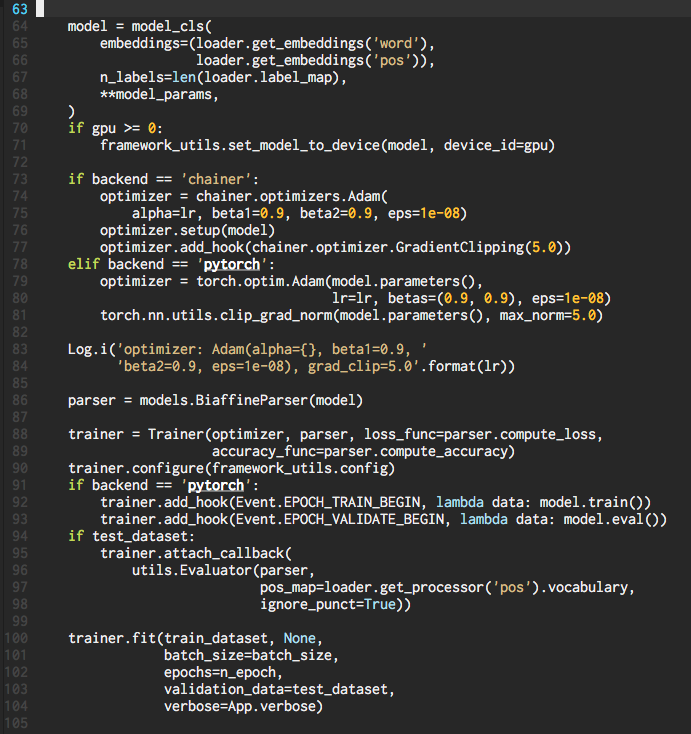 63
64     model = model_cls(
65         embeddings=(loader.get_embeddings('word'),
66                     loader.get_embeddings('pos')),
67         n_labels=len(loader.label_map),
68         **model_params,
69     )
70     if gpu >= 0:
71         framework_utils.set_model_to_device(model, device_id=gpu)
72
73     if backend == 'chainer':
74         optimizer = chainer.optimizers.Adam(
75             alpha=lr, beta1=0.9, beta2=0.9, eps=1e-08)
76         optimizer.setup(model)
77         optimizer.add_hook(chainer.optimizer.GradientClipping(5.0))
78     elif backend == 'pytorch':
79         optimizer = torch.optim.Adam(model.parameters(),
80                                      lr=lr, betas=(0.9, 0.9), eps=1e-08)
81         torch.nn.utils.clip_grad_norm(model.parameters(), max_norm=5.0)
82
83     Log.i('optimizer: Adam(alpha={}, beta1=0.9, '
84           'beta2=0.9, eps=1e-08), grad_clip=5.0'.format(lr))
85
86     parser = models.BiaffineParser(model)
87
88     trainer = Trainer(optimizer, parser, loss_func=parser.compute_loss,
89                       accuracy_func=parser.compute_accuracy)
90     trainer.configure(framework_utils.config)
91     if backend == 'pytorch':
92         trainer.add_hook(Event.EPOCH_TRAIN_BEGIN, lambda data: model.train())
93         trainer.add_hook(Event.EPOCH_VALIDATE_BEGIN, lambda data: model.eval())
94     if test_dataset:
95         trainer.attach_callback(
96             utils.Evaluator(parser,
97                             pos_map=loader.get_processor('pos').vocabulary,
98                             ignore_punct=True))
99
100     trainer.fit(train_dataset, None,
101                 batch_size=batch_size,
102                 epochs=n_epoch,
103                 validation_data=test_dataset,
104                 verbose=App.verbose)
105